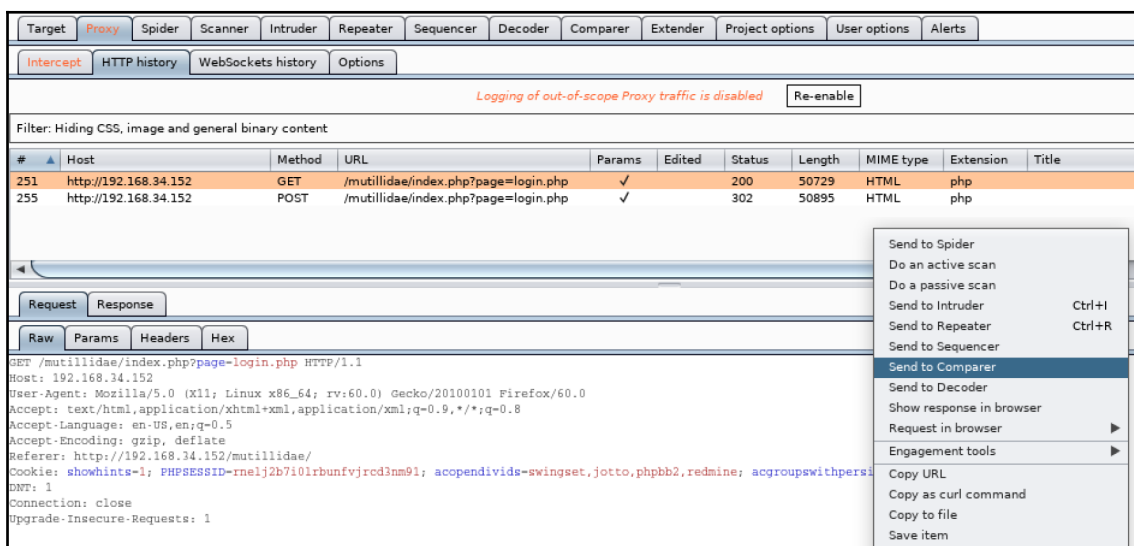 Target Proxy Spider Scanner Intruder Repeater Sequencer Decoder Comparer Extender Project options User options Alerts
Intercept HTTP history WebSockets history Options
Logging of out-of-scope Proxy traffic is disabled Re-enable
Filter: Hiding CSS, image and general binary content
# Host Method URL Params Edited Status Length MIME type Extension Title
251 http://192.168.34.152 GET /mutillidae/index.php?page=login.php ✓ 200 50729 HTML php
255 http://192.168.34.152 POST /mutillidae/index.php?page=login.php ✓ 302 50895 HTML php
Request Response
Raw Params Headers Hex
GET /mutillidae/index.php?page=login.php HTTP/1.1
Host: 192.168.34.152
User-Agent: Mozilla/5.0 (X11; Linux x86_64; rv:60.0) Gecko/20100101 Firefox/60.0
Accept: text/html,application/xhtml+xml,application/xml;q=0.9,*/*;q=0.8
Accept-Language: en-US,en;q=0.5
Accept-Encoding: gzip, deflate
Referer: http://192.168.34.152/mutillidae/
Cookie: showhints=1; PHPSESSID=rnelj2b7i01rbunfvjrcd3nm91; acopendivids=swingset,jotto,phpbb2,redmine; acgroupswithpersi
DNT: 1
Connection: close
Upgrade-Insecure-Requests: 1
Send to Spider
Do an active scan
Do a passive scan
Send to Intruder Ctrl+I
Send to Repeater Ctrl+R
Send to Sequencer
Send to Comparer
Send to Decoder
Show response in browser
Request in browser
Engagement tools
Copy URL
Copy as curl command
Copy to file
Save item